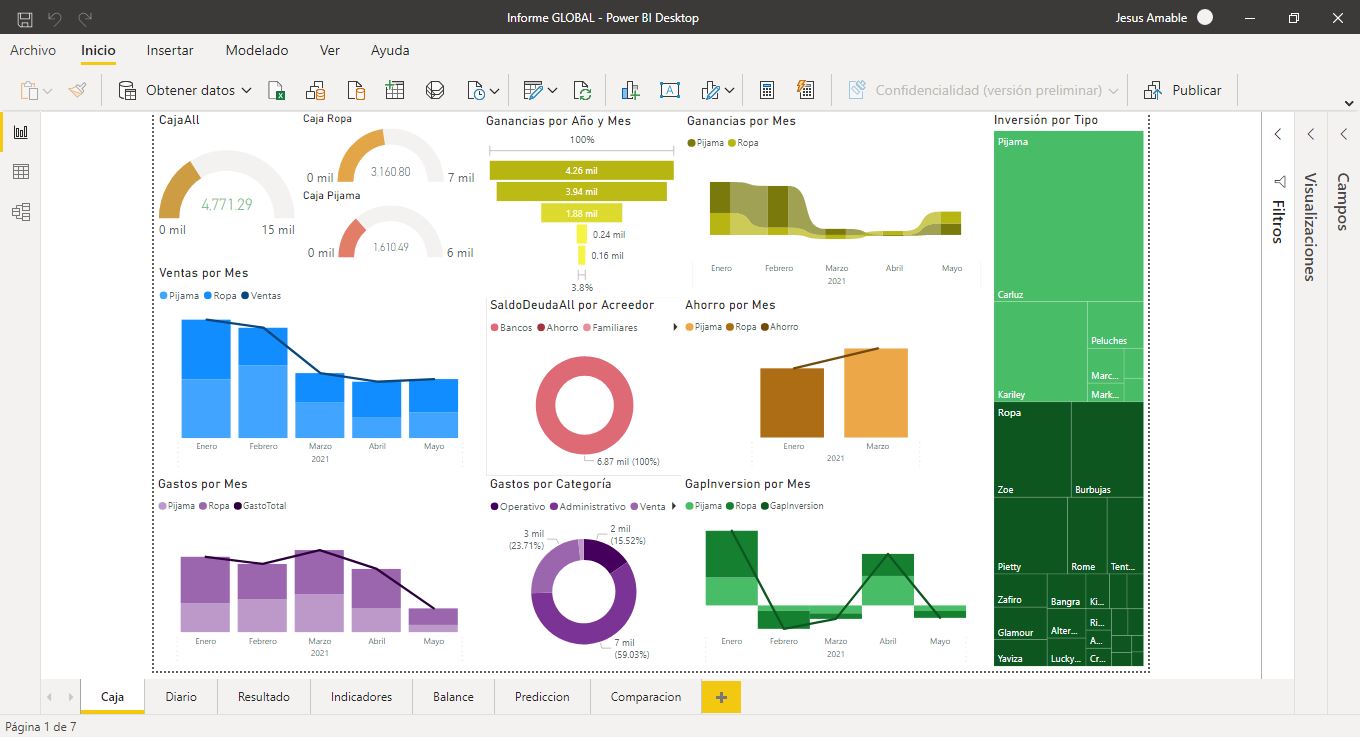 Informe GLOBAL - Power BI Desktop
Jesus Amable
Archivo Inicio Insertar Modelado Ver Ayuda
Obtener datos
Confidencialidad (versión preliminar)
Publicar
CajaAll
4,771.29
0 mil 15 mil
Caja Ropa
3,160.80
0 mil 7 mil
Caja Pijama
1,610.49
0 mil 6 mil
Ganancias por Año y Mes
100%
4.26 mil
3.94 mil
1.88 mil
0.24 mil
0.16 mil
3.8%
Ganancias por Mes
Pijama Ropa
Enero Febrero Marzo Abril Mayo
2021
Inversión por Tipo
Pijama
Carluz
Kariley
Peluches
Marc...
Mark...
Ropa
Zoe
Burbujas
Pietty
Rome
Tent...
Zafiro
Glamour
Yaviza
Bangra
Alter...
Lucky...
Ki...
Ri...
A...
Cr...
Ventas por Mes
Pijama Ropa Ventas
Enero Febrero Marzo Abril Mayo
2021
SaldoDeudaAll por Acreedor
Bancos Ahorro Familiares
6.87 mil (100%)
Ahorro por Mes
Pijama Ropa Ahorro
Enero Marzo
2021
Gastos por Mes
Pijama Ropa GastoTotal
Enero Febrero Marzo Abril Mayo
2021
Gastos por Categoría
Operativo Administrativo Venta
3 mil
(23.71%)
2 mil
(15.52%)
7 mil
(59.03%)
GapInversion por Mes
Pijama Ropa GapInversion
Enero Febrero Marzo Abril Mayo
2021
Filtros
Visualizaciones
Campos
Caja Diario Resultado Indicadores Balance Prediccion Comparacion
Página 1 de 7